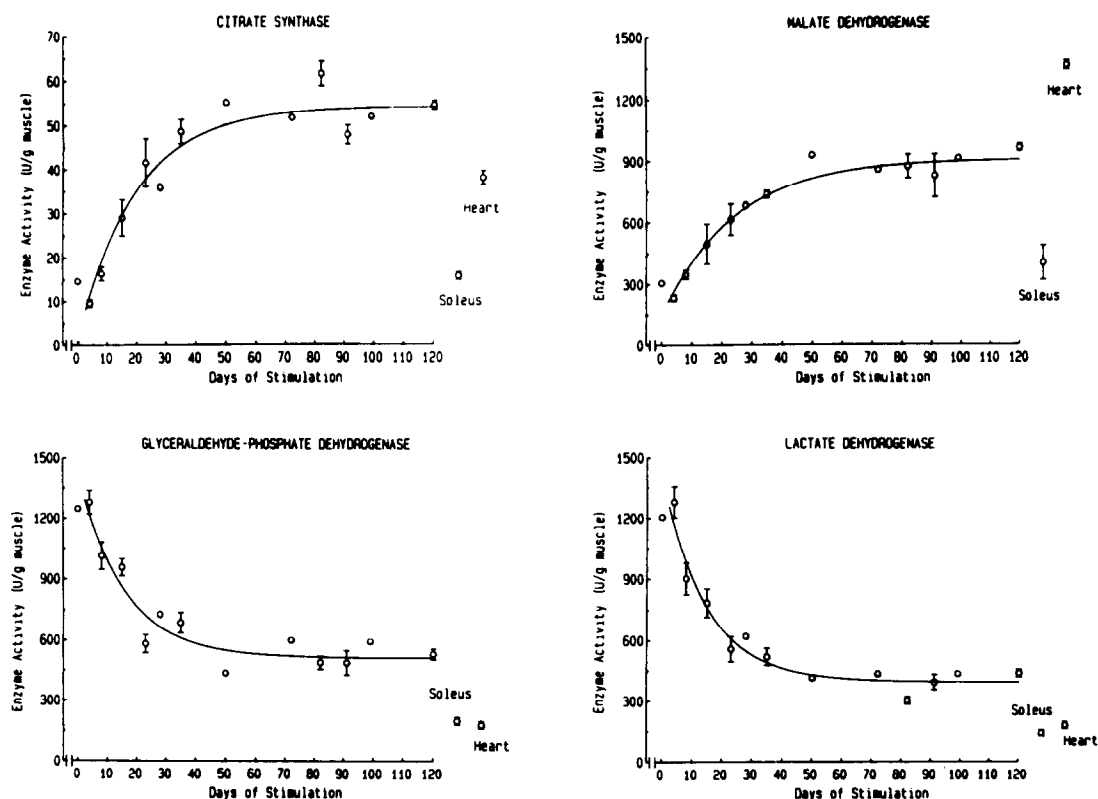 CITRATE SYNTHASE
Enzyme Activity (U/g muscle)
70
60
50
40
30
20
10
0
Heart
Soleus
0 10 20 30 40 50 60 70 80 90 100 110 120
Days of Stimulation
MALATE DEHYDROGENASE
Enzyme Activity (U/g muscle)
1500
1200
900
600
300
0
Heart
Soleus
0 10 20 30 40 50 60 70 80 90 100 110 120
Days of Stimulation
GLYCERALDEHYDE-PHOSPHATE DEHYDROGENASE
Enzyme Activity (U/g muscle)
1500
1200
900
600
300
0
Soleus
Heart
0 10 20 30 40 50 60 70 80 90 100 110 120
Days of Stimulation
LACTATE DEHYDROGENASE
Enzyme Activity (U/g muscle)
1500
1200
900
600
300
0
Soleus
Heart
0 10 20 30 40 50 60 70 80 90 100 110 120
Days of Stimulation